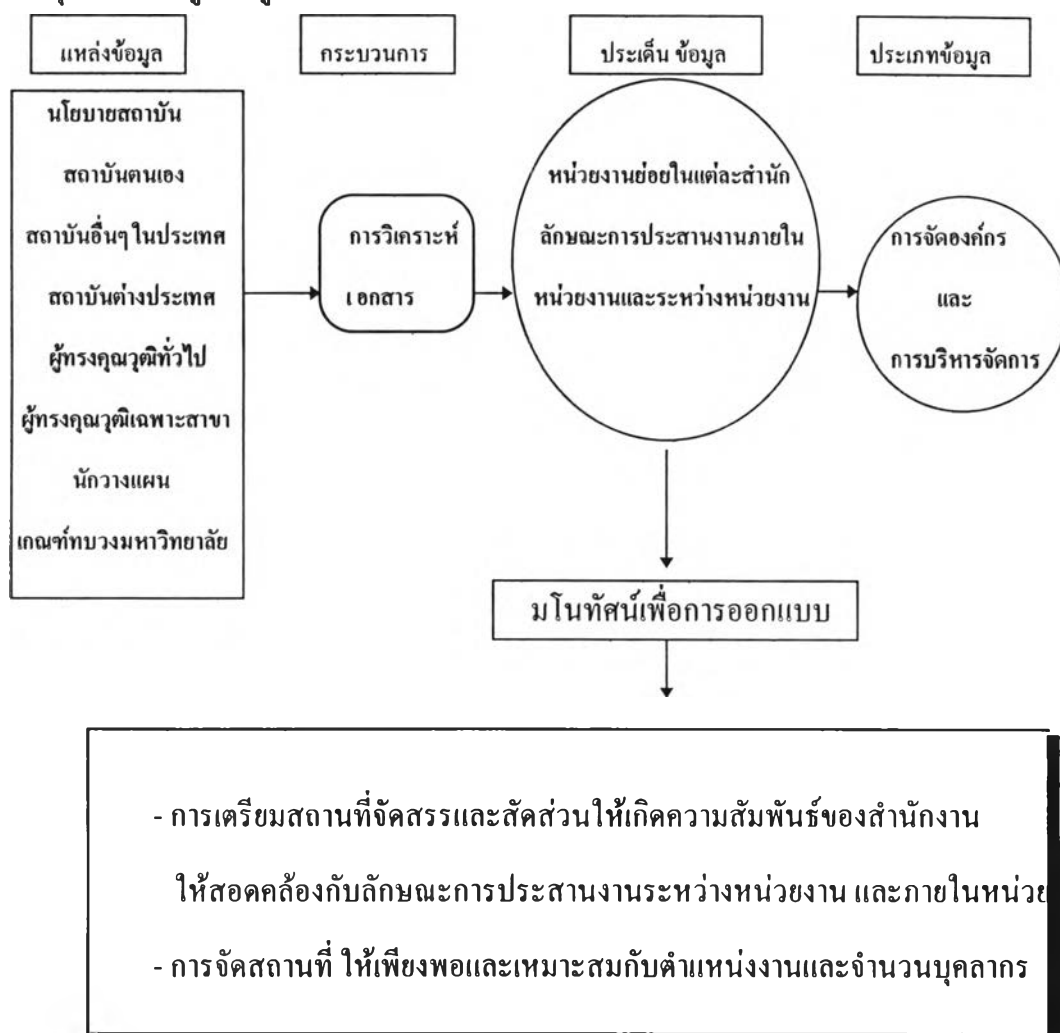 แหล่งข้อมูล
กระบวนการ
ประเด็น ข้อมูล
ประเภทข้อมูล
นโยบายสถาบัน
สถาบันตนเอง
สถาบันอื่นๆ ในประเทศ
สถาบันต่างประเทศ
ผู้ทรงคุณวุฒิทั่วไป
ผู้ทรงคุณวุฒิเฉพาะสาขา
นักวางแผน
เกณฑ์ทบวงมหาวิทยาลัย
การวิเคราะห์
เอกสาร
หน่วยงานย่อยในแต่ละสำนัก
ลักษณะการประสานงานภายใน
หน่วยงานและระหว่างหน่วยงาน
การจัดองค์กร
และ
การบริหารจัดการ
มโนทัศน์เพื่อการออกแบบ
- การเตรียมสถานที่จัดสรรและสัดส่วนให้เกิดความสัมพันธ์ของสำนักงาน
ให้สอดคล้องกับลักษณะการประสานงานระหว่างหน่วยงาน และภายในหน่วย
- การจัดสถานที่ ให้เพียงพอและเหมาะสมกับตำแหน่งงานและจำนวนบุคลากร